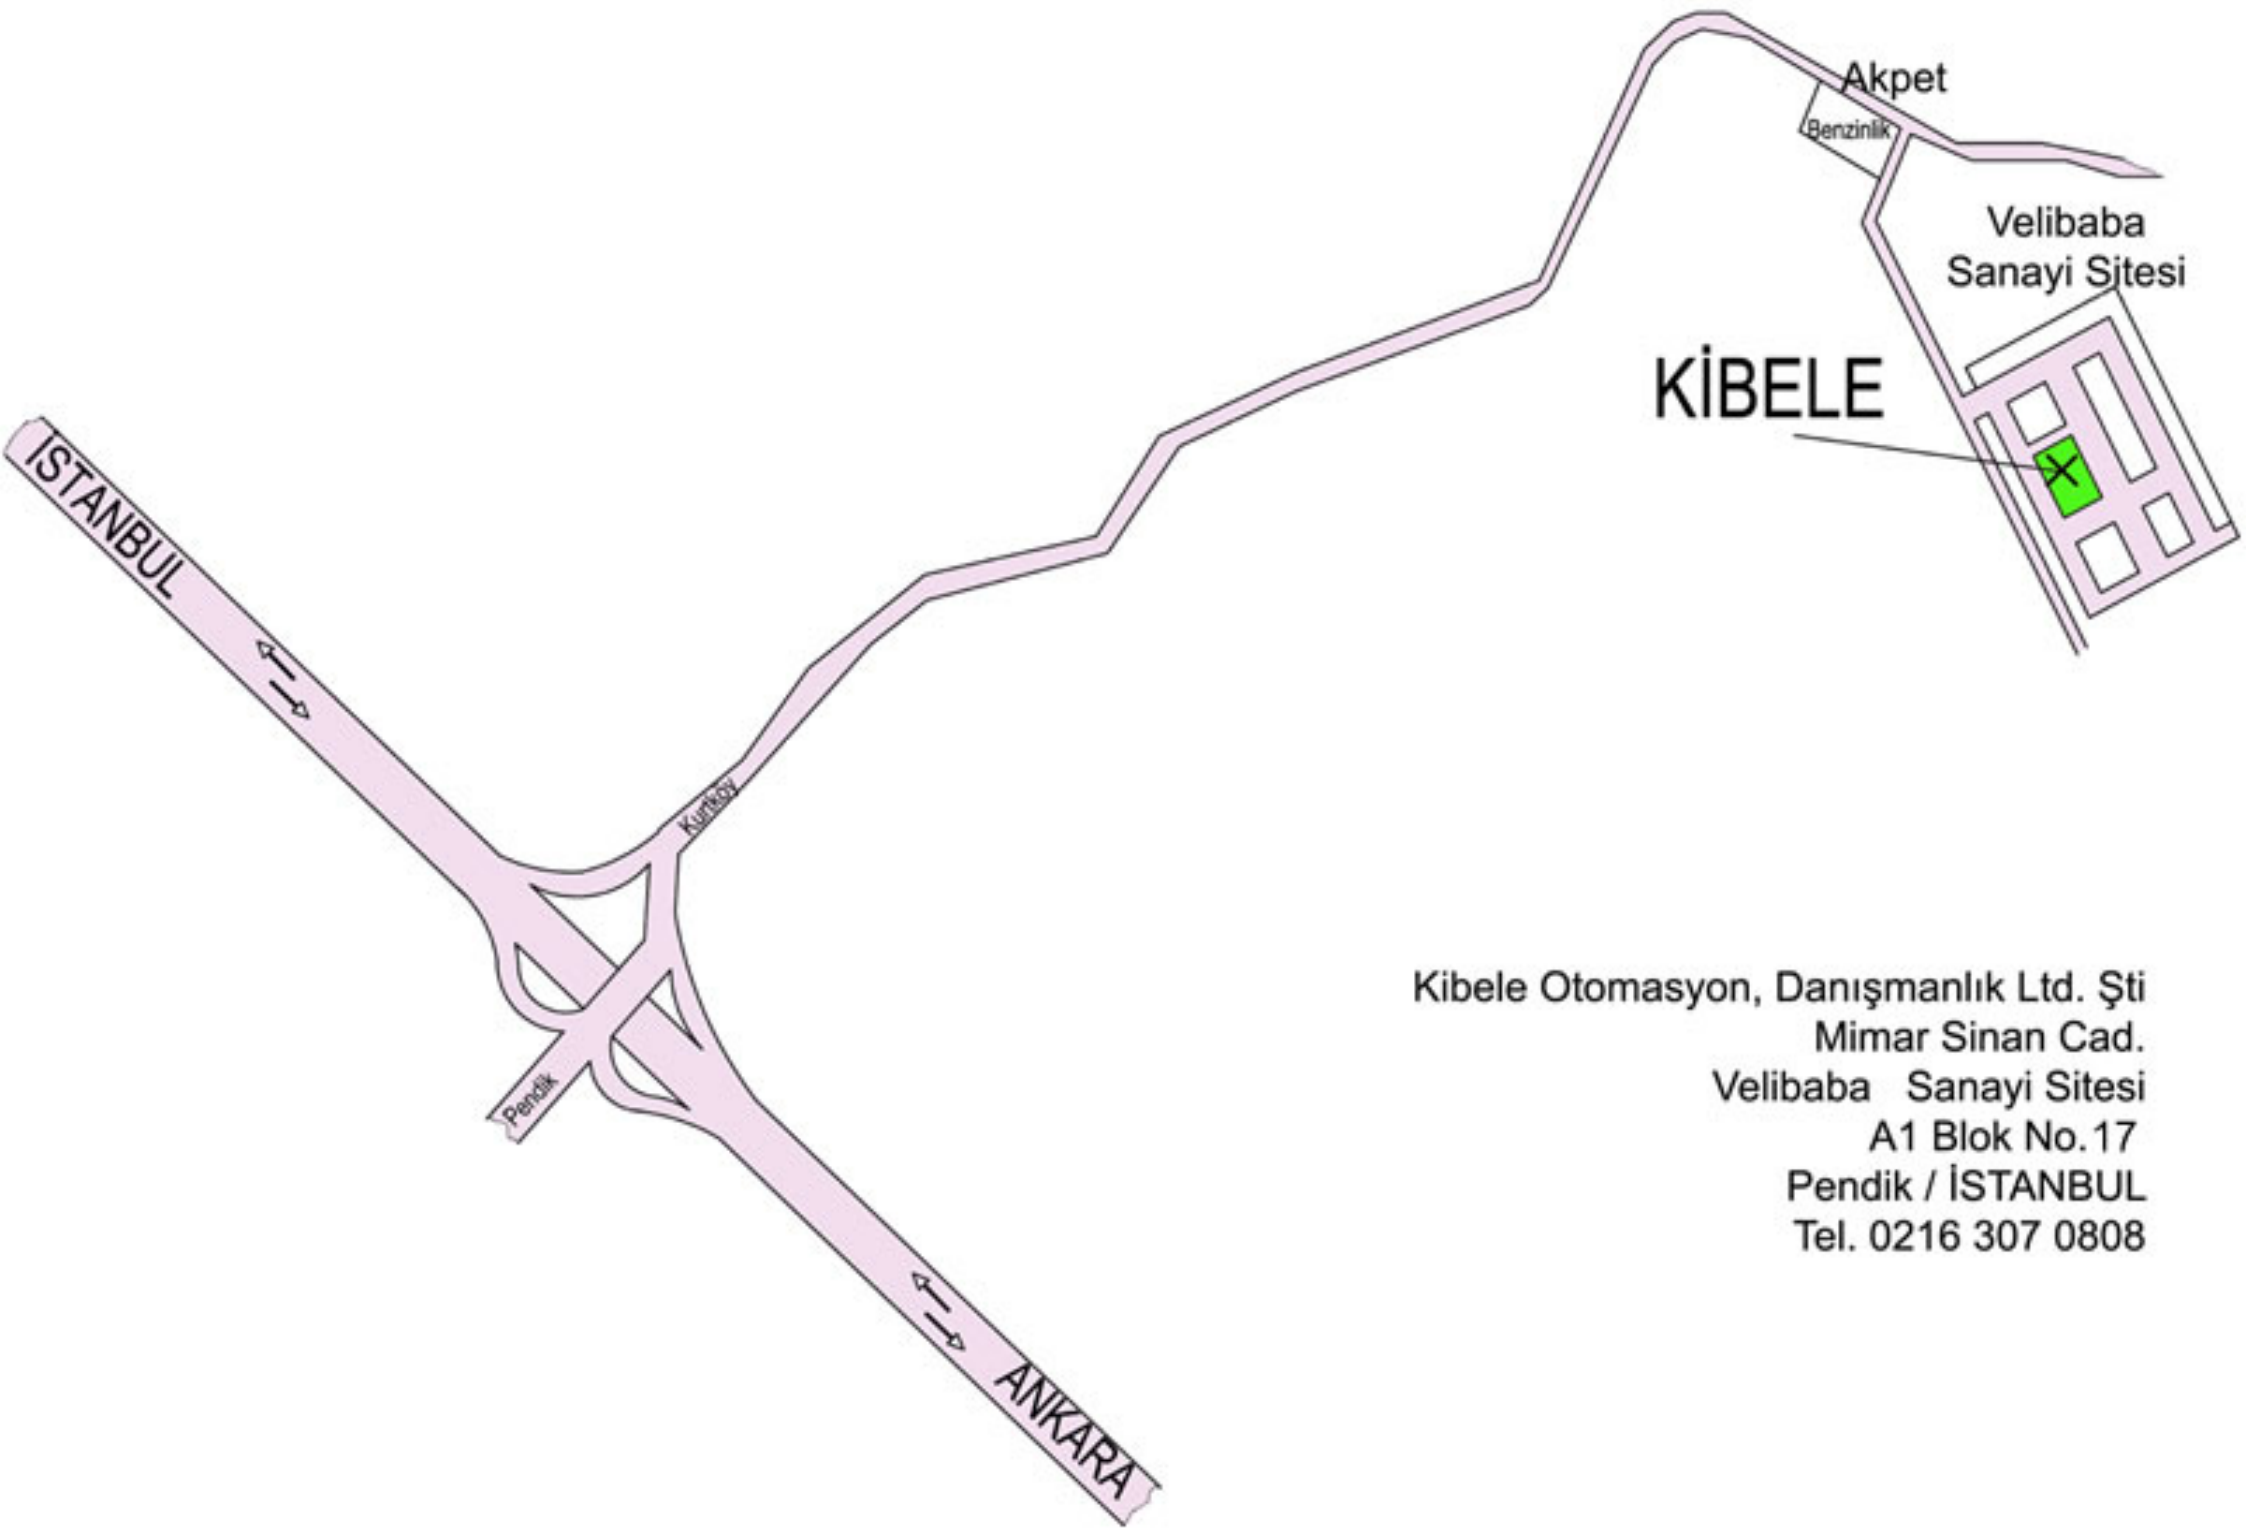 Akpet
Benzinlik
Velibaba
Sanayi Sitesi
KİBELE
İSTANBUL
Kurtköy
Pendik
ANKARA
Kibele Otomasyon, Danışmanlık Ltd. Şti
Mimar Sinan Cad.
Velibaba Sanayi Sitesi
A1 Blok No.17
Pendik / İSTANBUL
Tel. 0216 307 0808